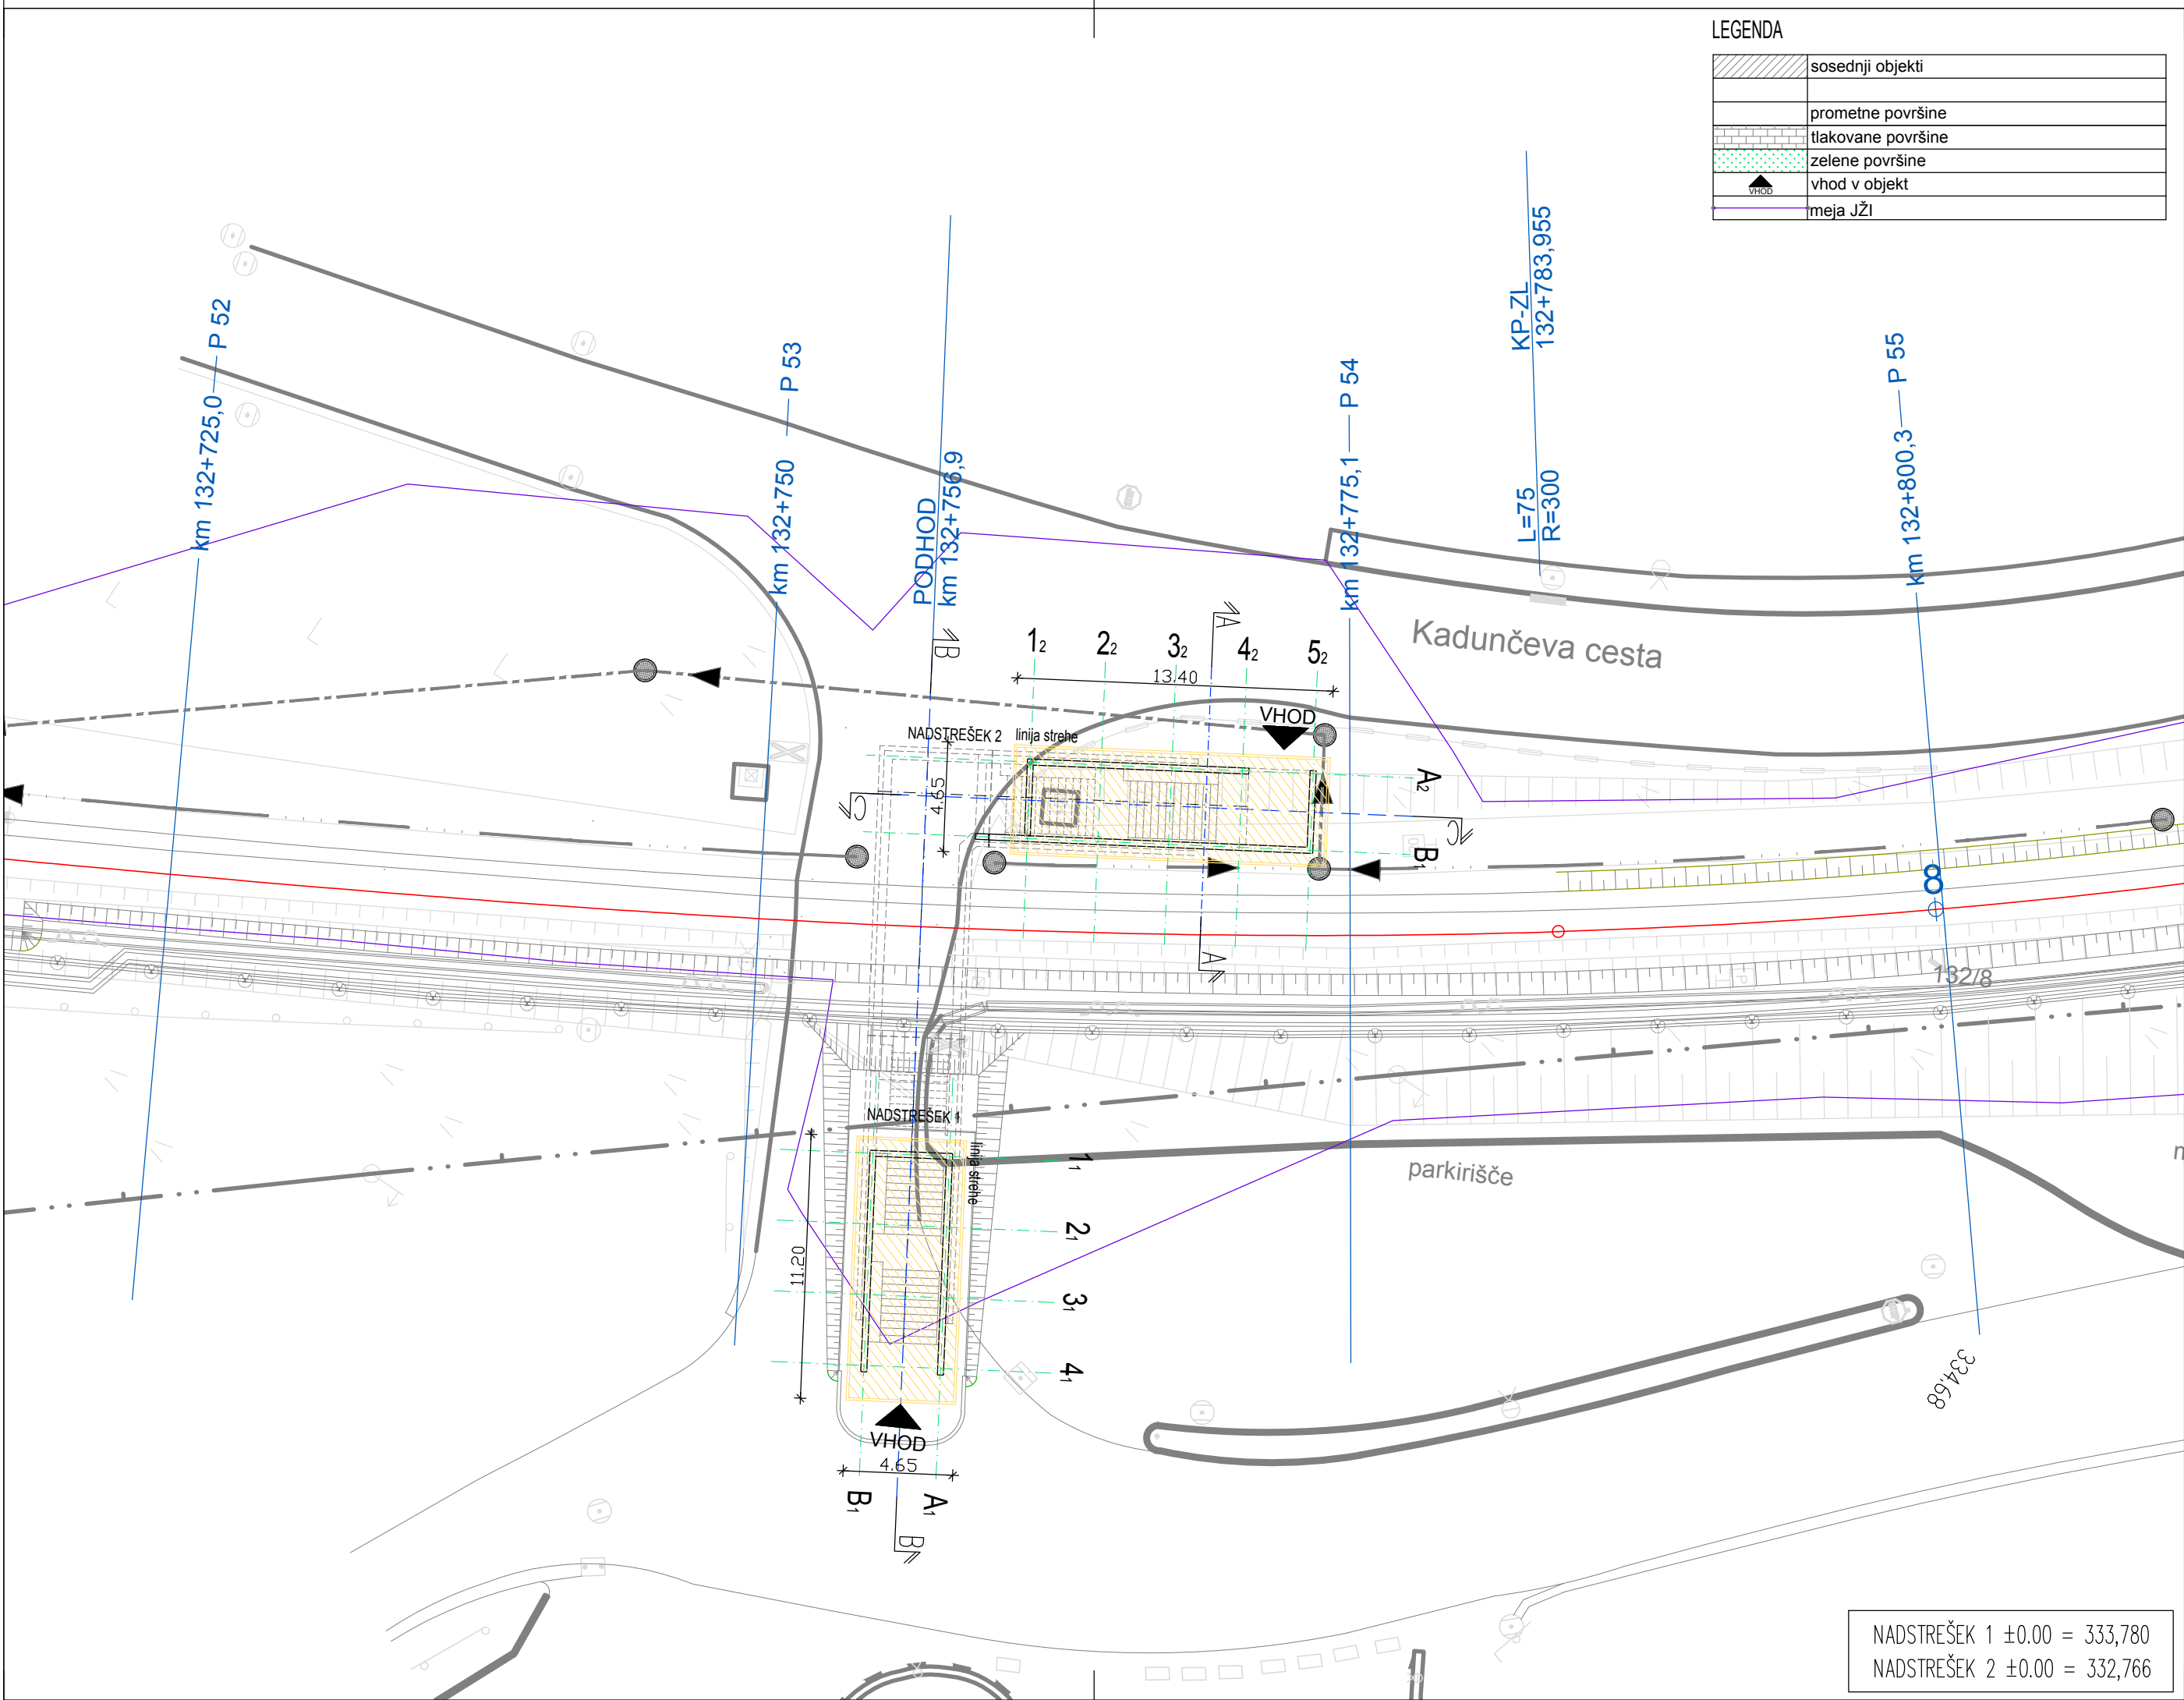 LEGENDA
sosednji objekti
prometne površine
tlakovane površine
zelene površine
VHOD
vhod v objekt
meja JŽI
km 132+725,0
P 52
km 132+750
P 53
PODHOD
km 132+756,9
km 132+775,1
P 54
KP-ZL
132+783,955
L=75
R=300
km 132+800,3
P 55
Kadunčeva cesta
B
A
1₂
2₂
3₂
4₂
5₂
13.40
VHOD
NADSTREŠEK 2
linija strehe
4.65
C
C
A₂
B₁
A
8
132/8
NADSTREŠEK 1
linija strehe
1₁
2₁
3₁
4₁
11.20
parkirišče
334,68
VHOD
4.65
B₁
A₁
B
NADSTREŠEK 1 ±0.00 = 333,780
NADSTREŠEK 2 ±0.00 = 332,766